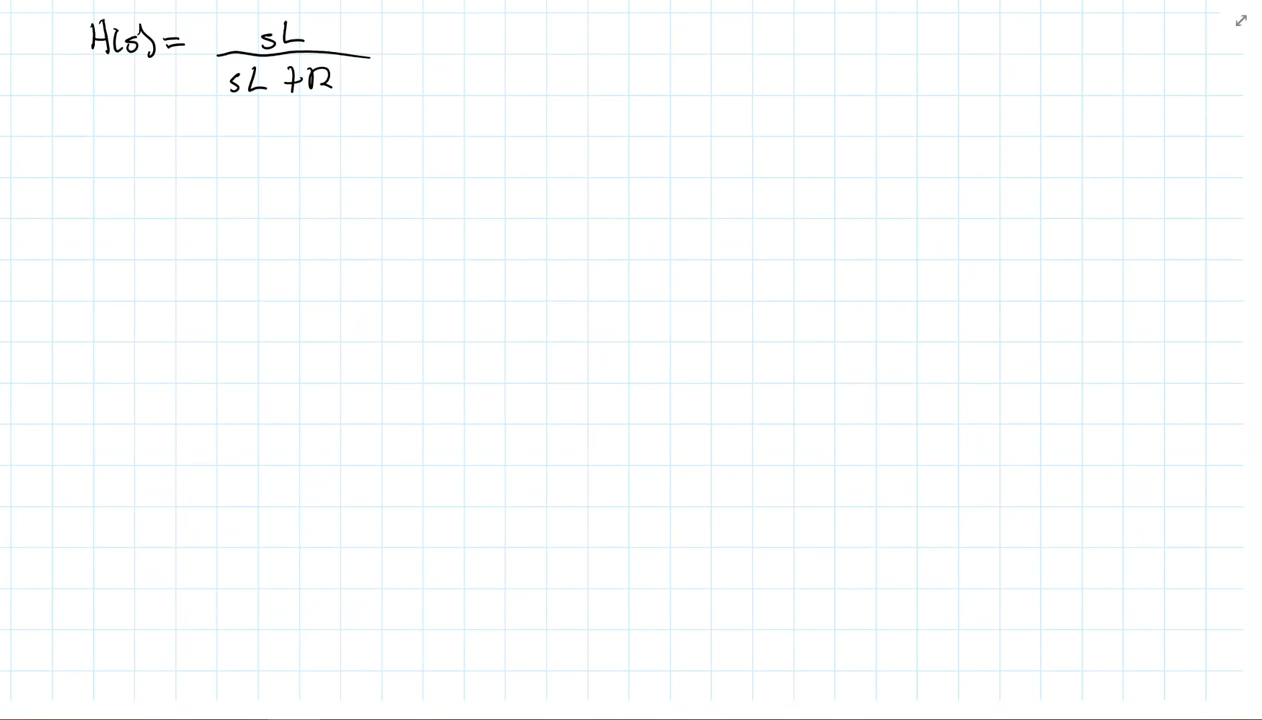 H(s) = sL
sL + R